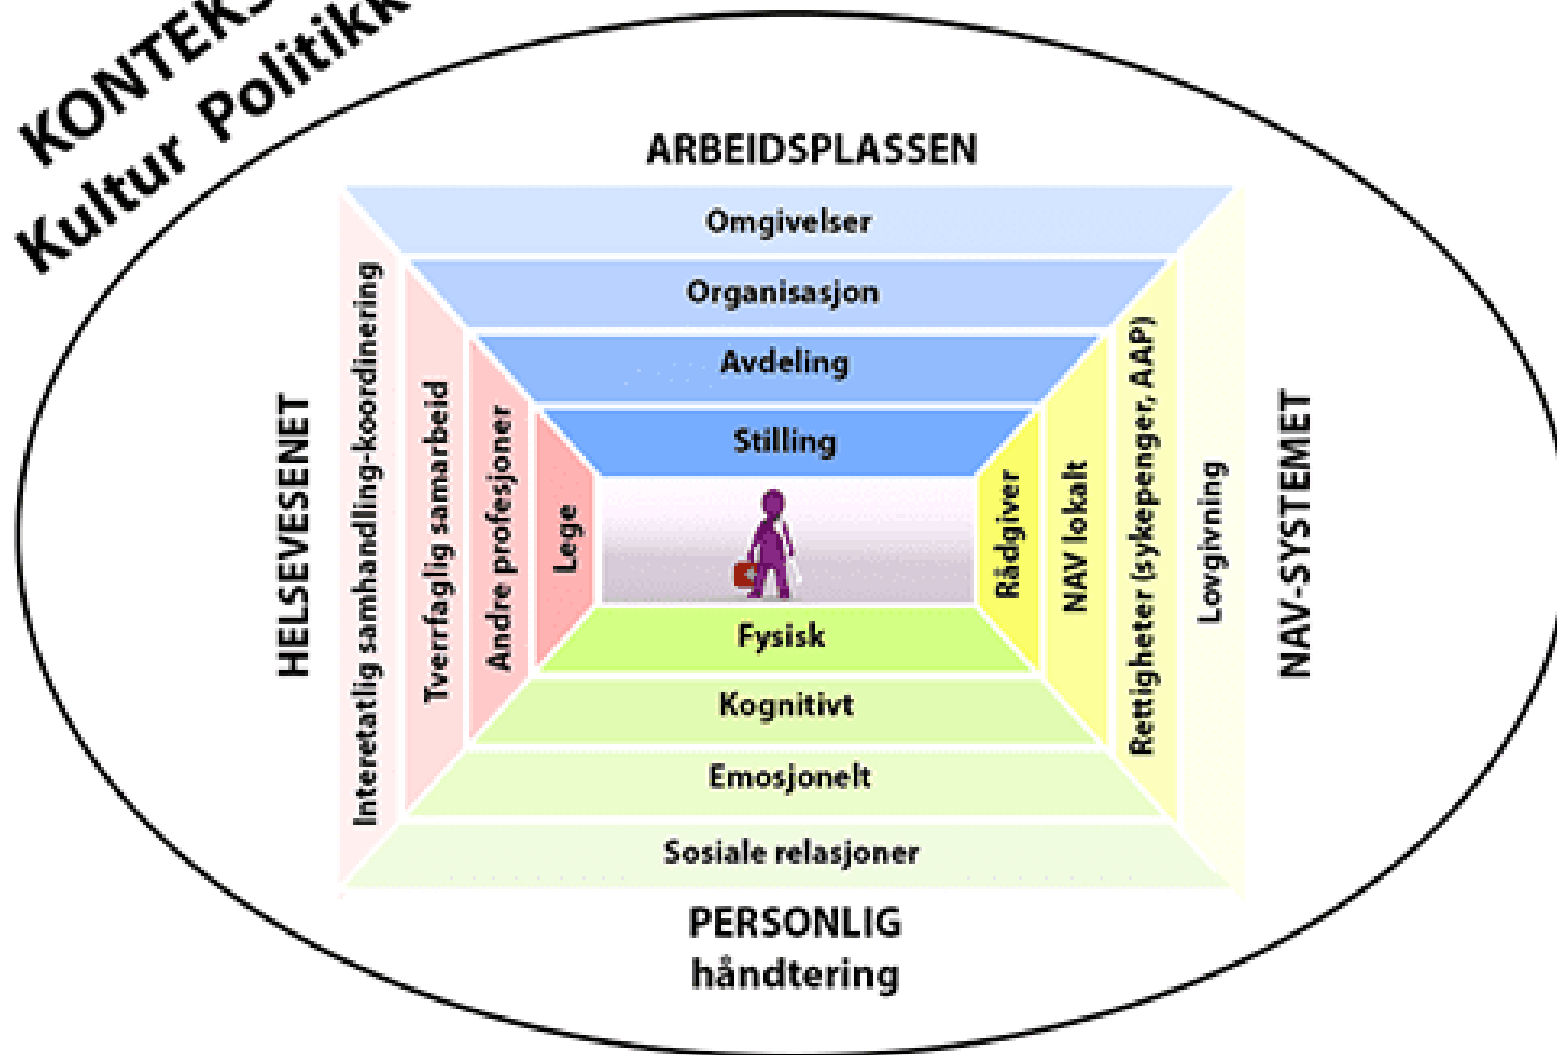 Kultur Politikk
ARBEIDSPLASSEN
Omgivelser
Organisasjon
Avdeling
Stilling
HELSEVESENET
Interetatlig samhandling-koordinering
Tverrfaglig samarbeid
Andre profesjoner
Lege
Rådgiver
NAV lokalt
Rettigheter (sykepenger, AAP)
Lovgivning
NAV-SYSTEMET
Fysisk
Kognitivt
Emosjonelt
Sosiale relasjoner
PERSONLIG
håndtering